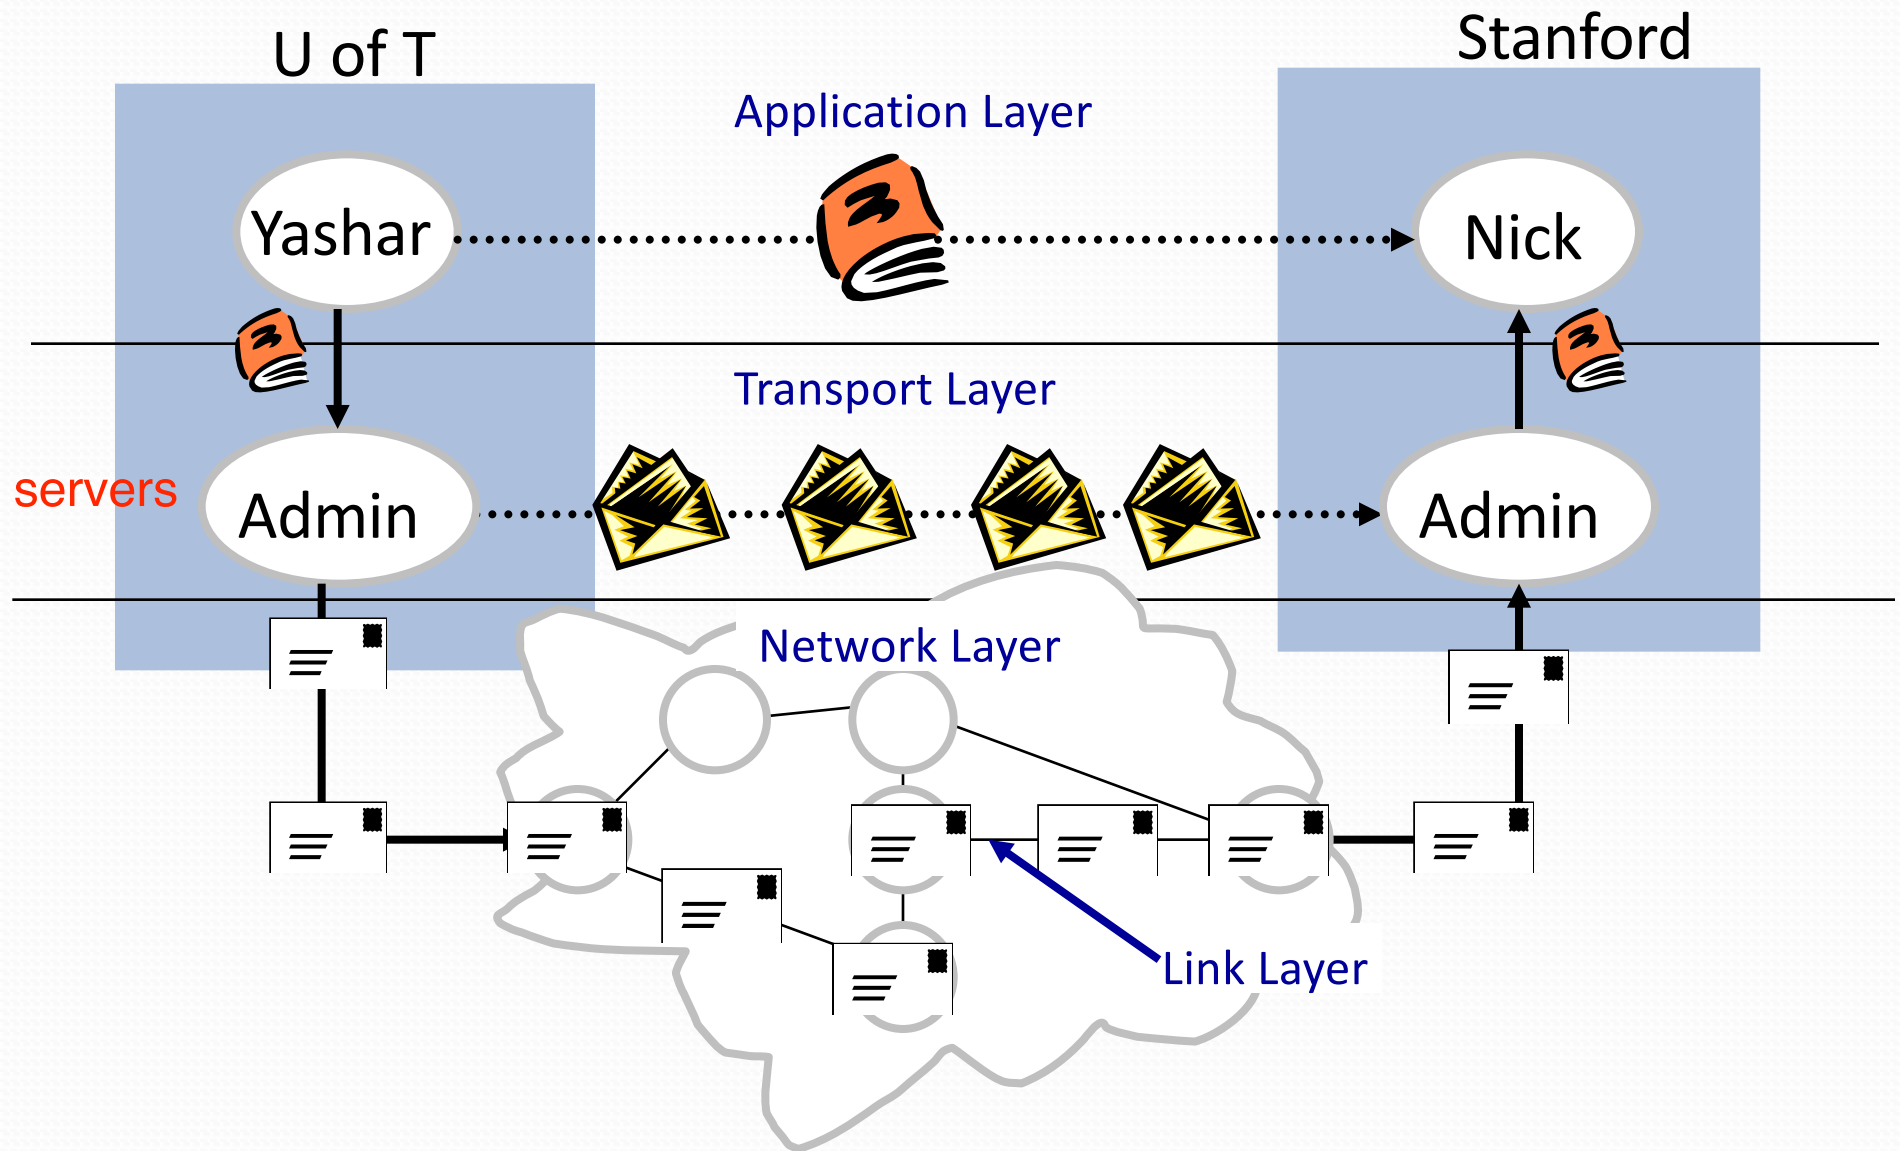 U of T
Stanford
Application Layer
Yashar
Nick
Transport Layer
servers
Admin
Admin
Network Layer
Link Layer